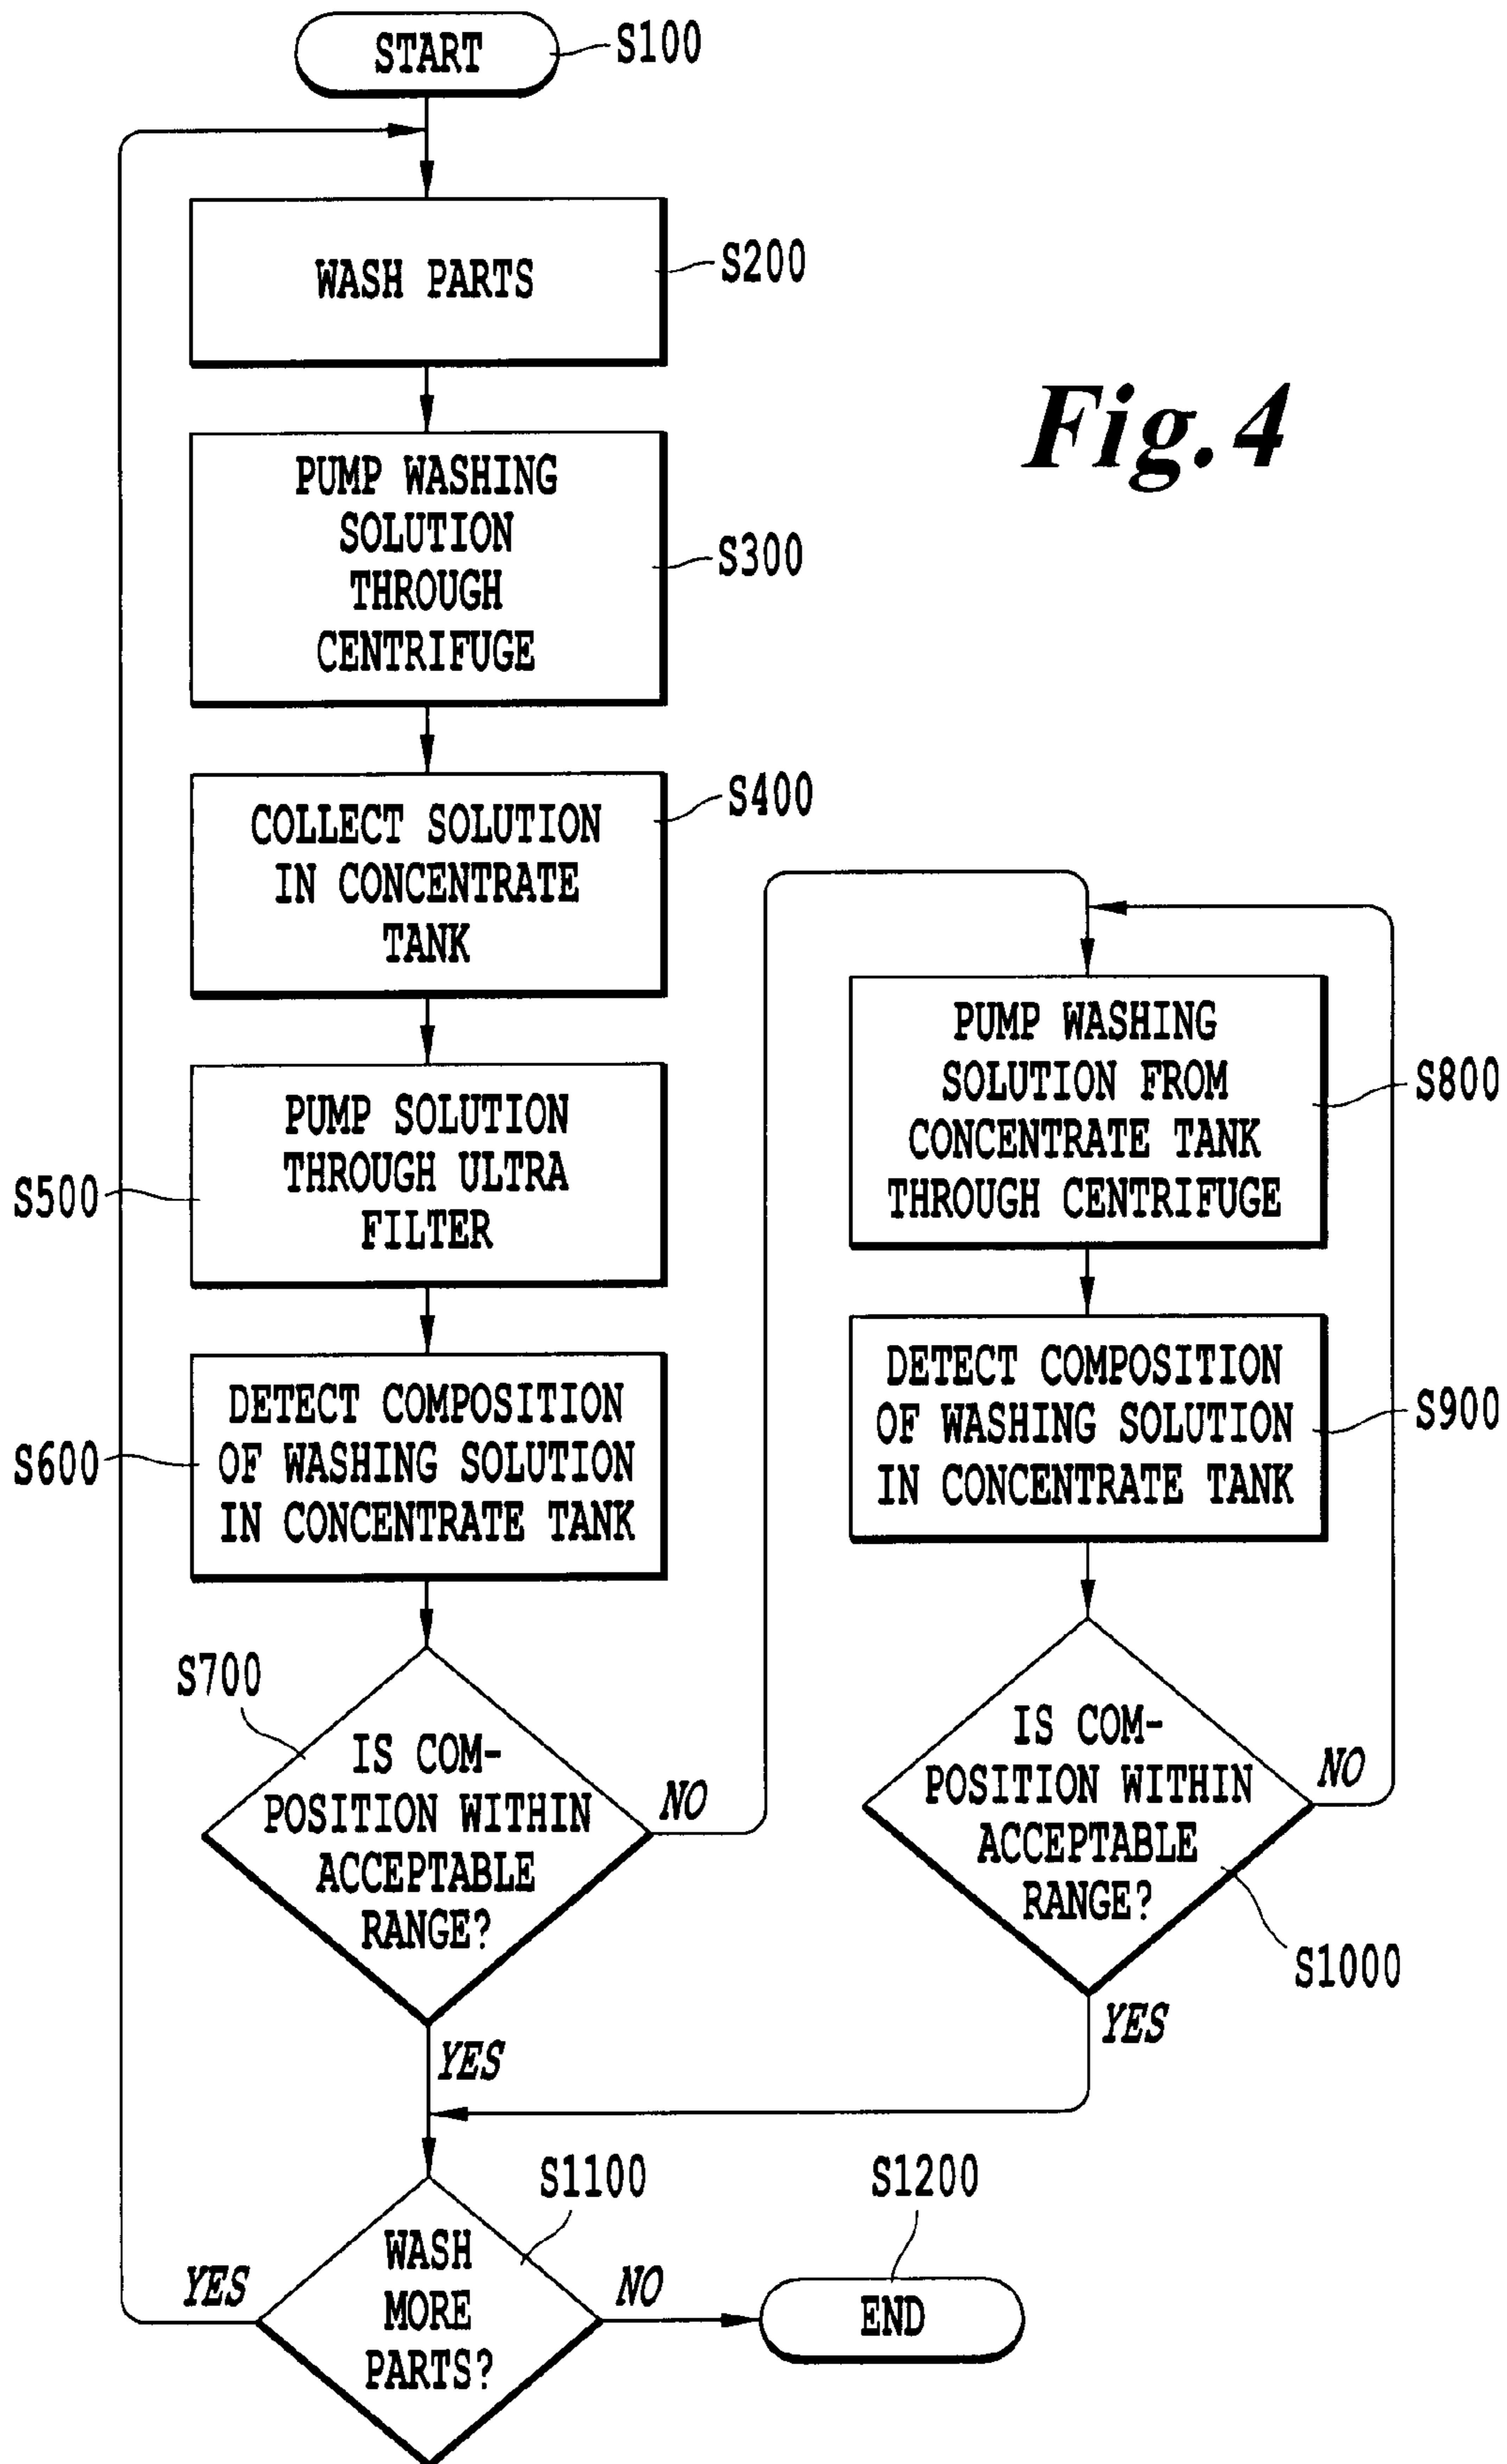 START
S100
WASH PARTS
S200
Fig. 4
PUMP WASHING
SOLUTION
THROUGH
CENTRIFUGE
S300
COLLECT SOLUTION
IN CONCENTRATE
TANK
S400
PUMP SOLUTION
THROUGH ULTRA
FILTER
S500
DETECT COMPOSITION
OF WASHING SOLUTION
IN CONCENTRATE TANK
S600
S700
IS COM-
POSITION WITHIN
ACCEPTABLE
RANGE?
NO
YES
PUMP WASHING
SOLUTION FROM
CONCENTRATE TANK
THROUGH CENTRIFUGE
S800
DETECT COMPOSITION
OF WASHING SOLUTION
IN CONCENTRATE TANK
S900
IS COM-
POSITION WITHIN
ACCEPTABLE
RANGE?
NO
S1000
YES
S1100
WASH
MORE
PARTS?
YES
NO
S1200
END